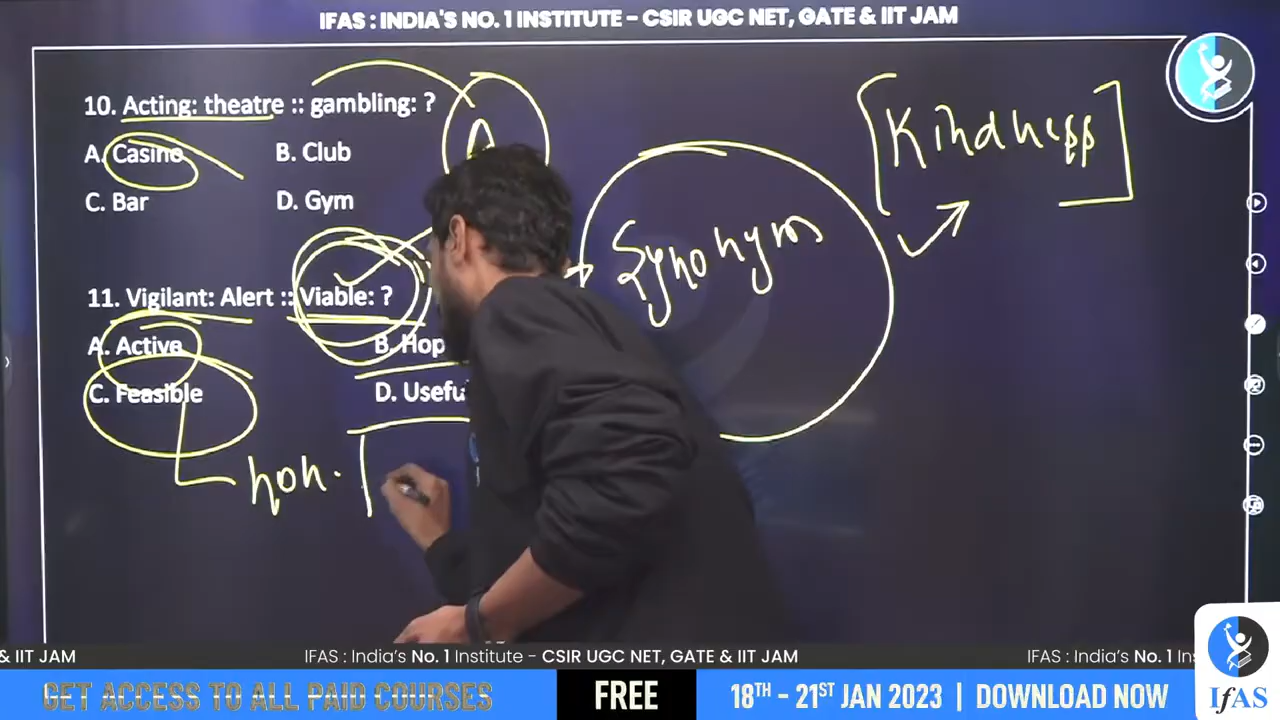 IFAS : INDIA'S NO. 1 INSTITUTE – CSIR UGC NET, GATE & IIT JAM
10. Acting: theatre :: gambling: ?
A. Casino B. Club
C. Bar D. Gym
Kindness
Synonym
11. Vigilant: Alert :: Viable: ?
A. Active B. Hop
C. Feasible D. Usefu
non.
& IIT JAM IFAS : India's No. 1 Institute - CSIR UGC NET, GATE & IIT JAM IFAS : India's No. 1 Ins
GET ACCESS TO ALL PAID COURSES FREE 18TH - 21ST JAN 2023 | DOWNLOAD NOW
IfAS